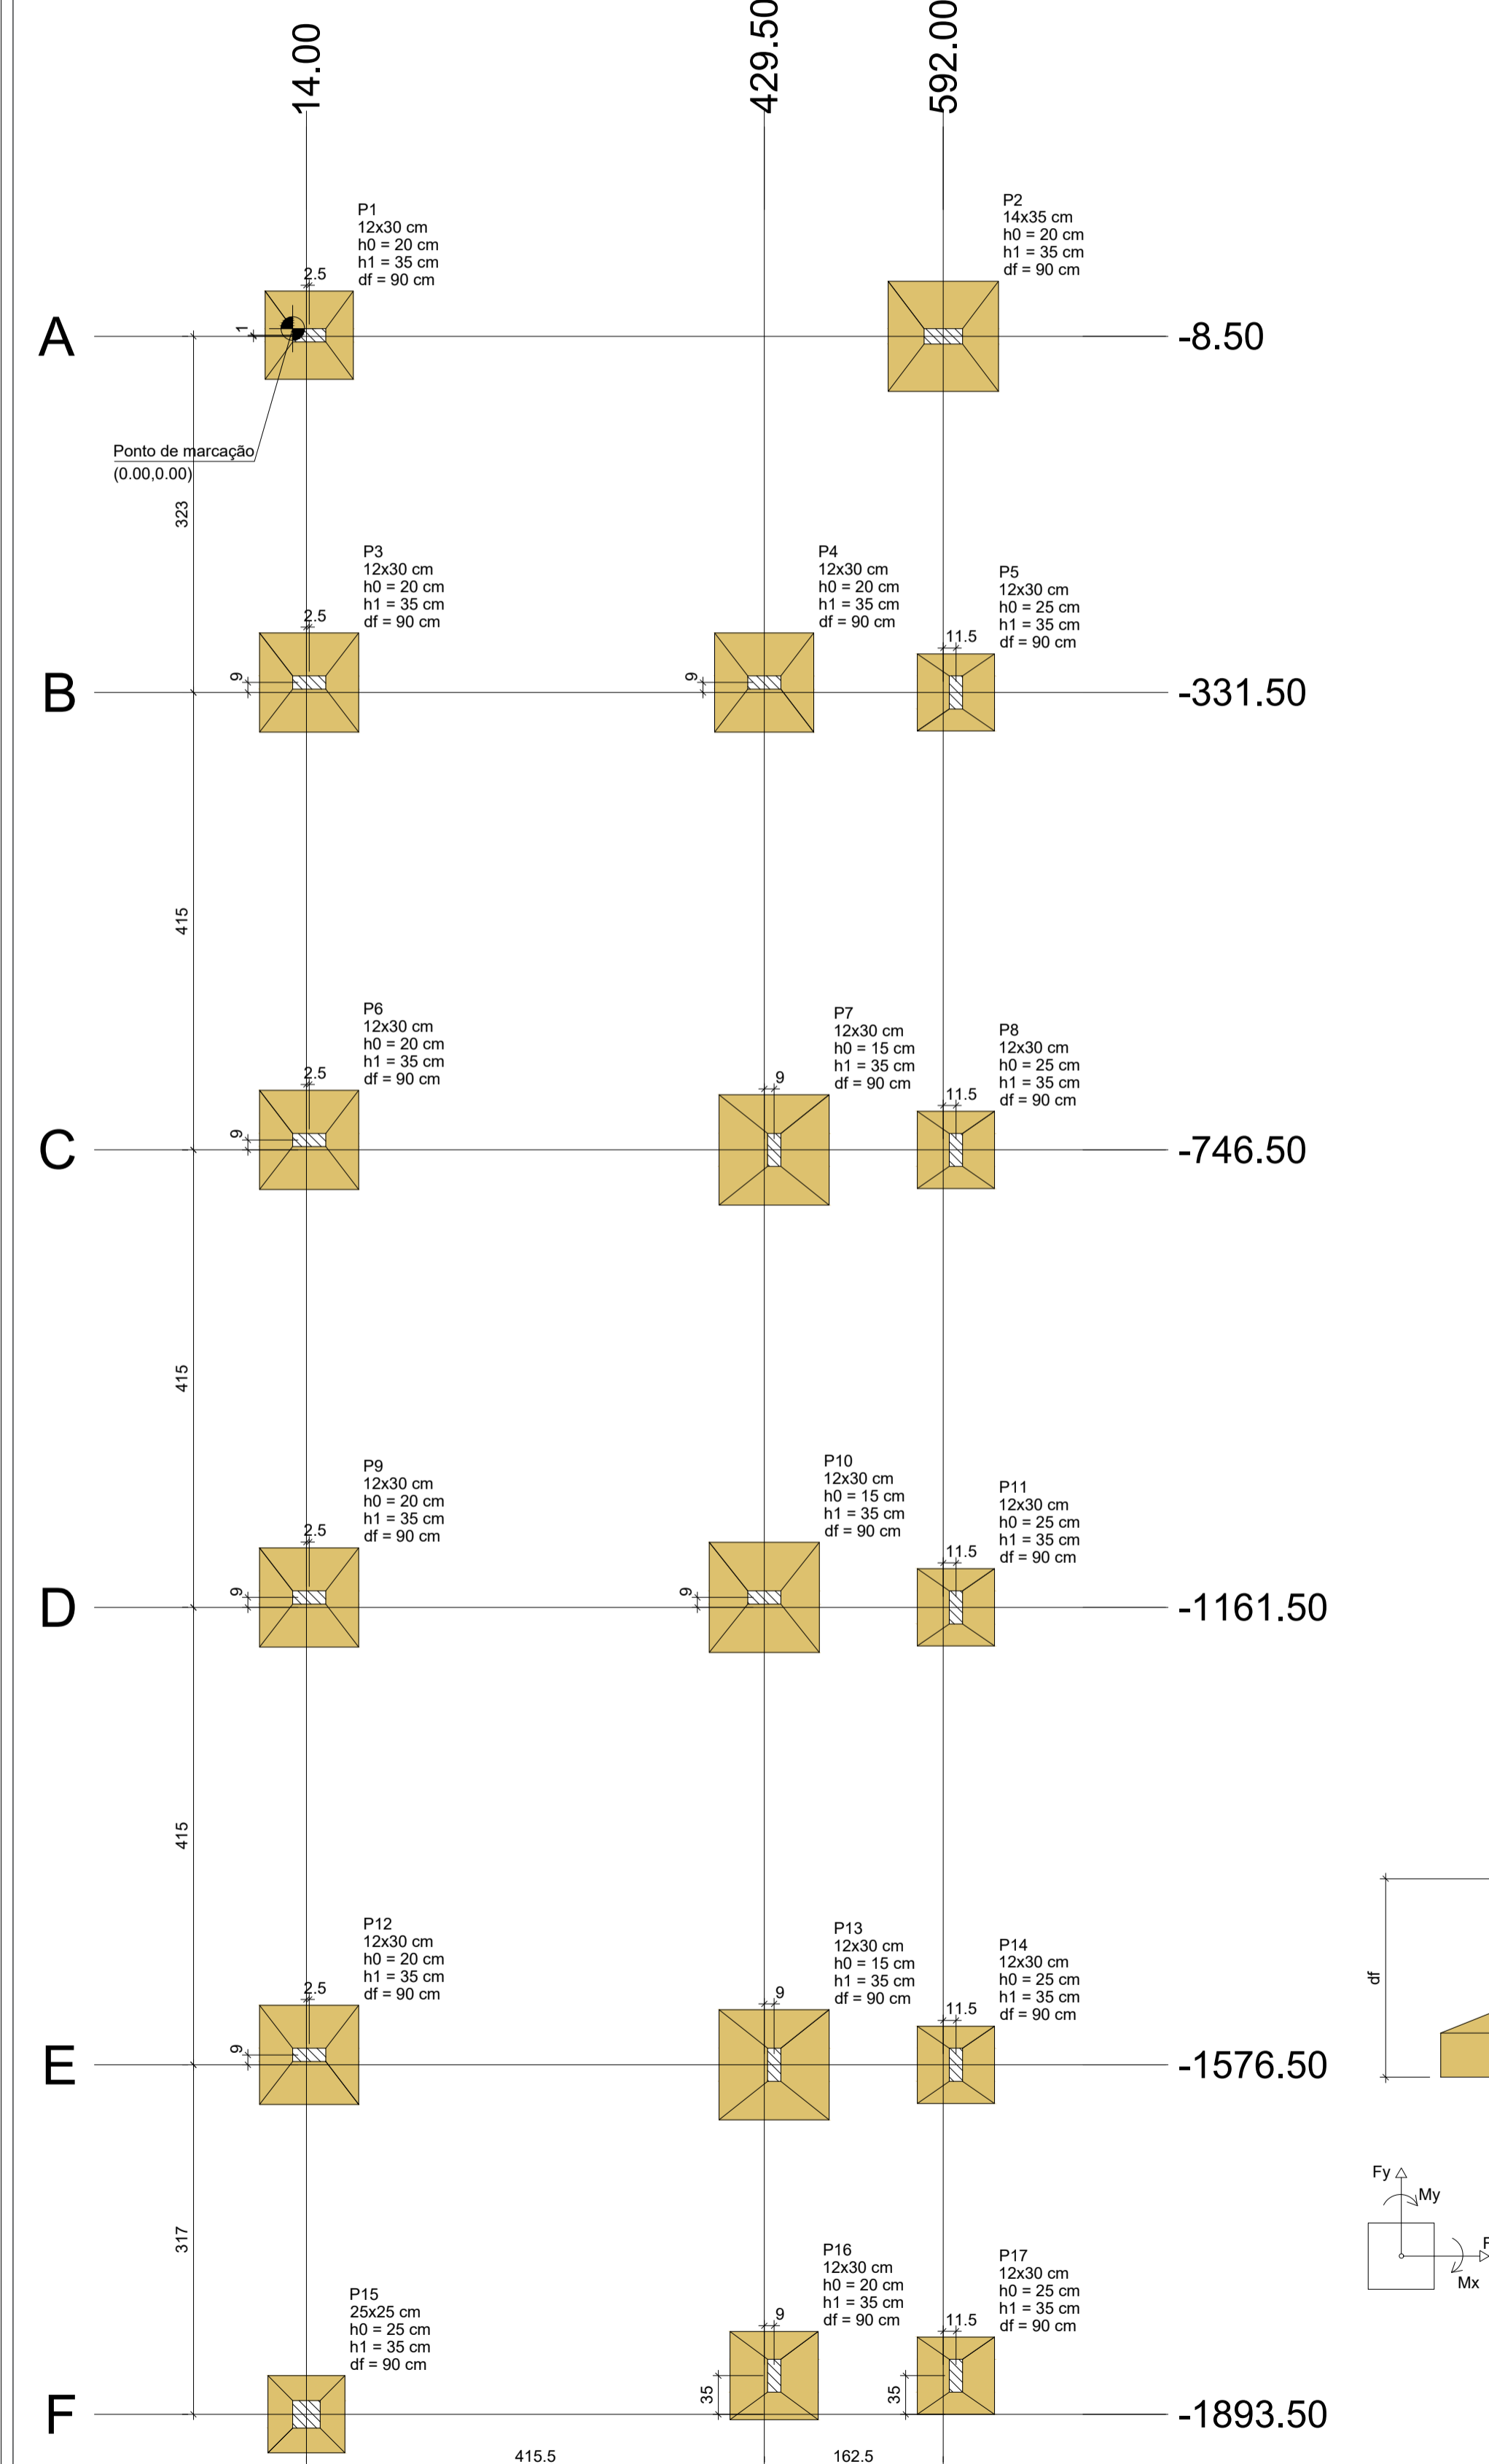 14.00
429.50
592.00
P1
12x30 cm
h0 = 20 cm
h1 = 35 cm
df = 90 cm
2.5
1
P2
14x35 cm
h0 = 20 cm
h1 = 35 cm
df = 90 cm
A
-8.50
Ponto de marcação
(0.00,0.00)
323
P3
12x30 cm
h0 = 20 cm
h1 = 35 cm
df = 90 cm
2.5
9
P4
12x30 cm
h0 = 20 cm
h1 = 35 cm
df = 90 cm
9
P5
12x30 cm
h0 = 25 cm
h1 = 35 cm
df = 90 cm
11.5
B
-331.50
415
P6
12x30 cm
h0 = 20 cm
h1 = 35 cm
df = 90 cm
2.5
9
P7
12x30 cm
h0 = 15 cm
h1 = 35 cm
df = 90 cm
9
P8
12x30 cm
h0 = 25 cm
h1 = 35 cm
df = 90 cm
11.5
C
-746.50
415
P9
12x30 cm
h0 = 20 cm
h1 = 35 cm
df = 90 cm
2.5
9
P10
12x30 cm
h0 = 15 cm
h1 = 35 cm
df = 90 cm
9
P11
12x30 cm
h0 = 25 cm
h1 = 35 cm
df = 90 cm
11.5
D
-1161.50
415
P12
12x30 cm
h0 = 20 cm
h1 = 35 cm
df = 90 cm
2.5
9
P13
12x30 cm
h0 = 15 cm
h1 = 35 cm
df = 90 cm
9
P14
12x30 cm
h0 = 25 cm
h1 = 35 cm
df = 90 cm
11.5
df
E
-1576.50
Fy
My
Mx
317
P15
25x25 cm
h0 = 25 cm
h1 = 35 cm
df = 90 cm
P16
12x30 cm
h0 = 20 cm
h1 = 35 cm
df = 90 cm
9
35
P17
12x30 cm
h0 = 25 cm
h1 = 35 cm
df = 90 cm
11.5
35
F
-1893.50
415.5
162.5